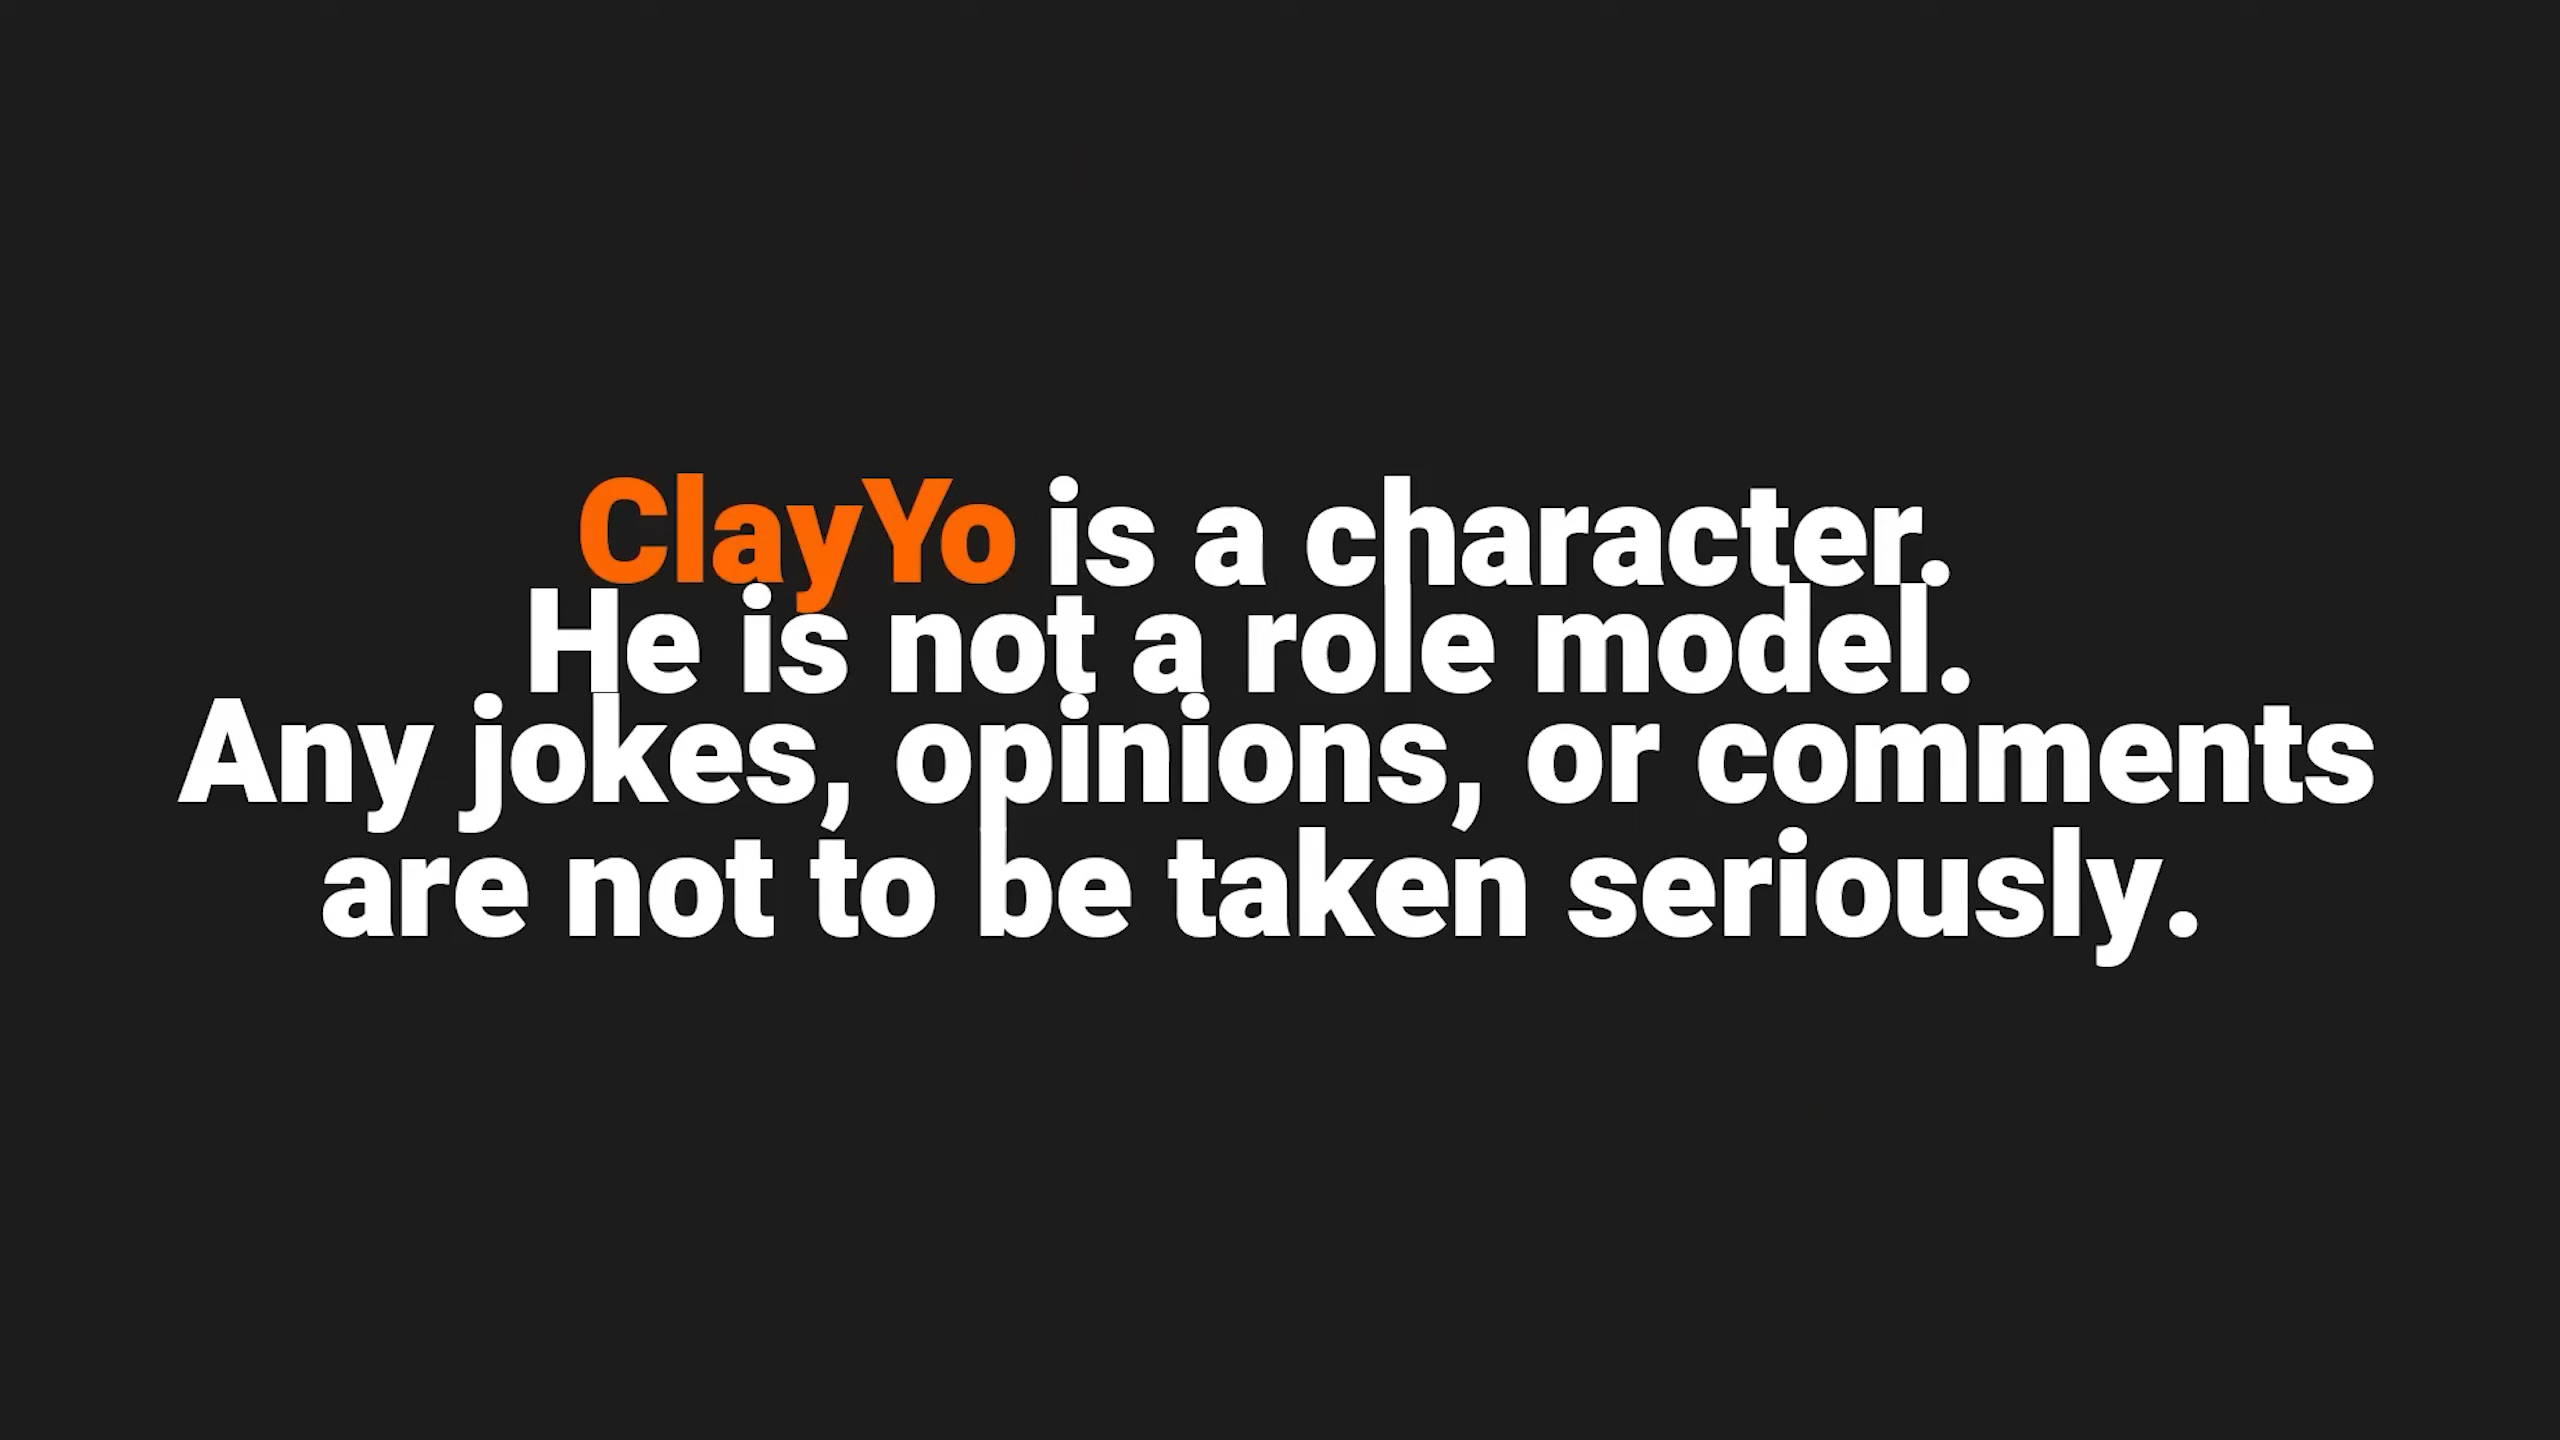 ClayYo is a character.
He is not a role model.
Any jokes, opinions, or comments
are not to be taken seriously.